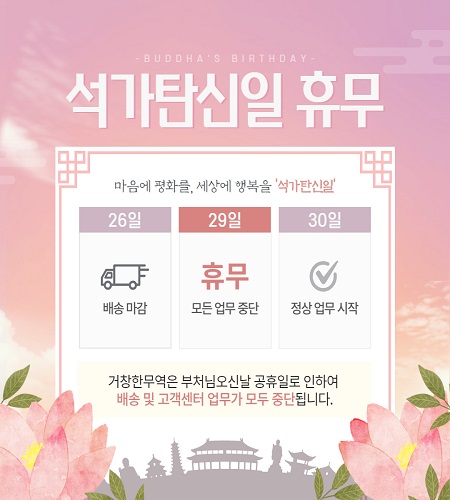 -BUDDHA'S BIRTHDAY-
석가탄신일 휴무
마음에 평화를, 세상에 행복을 '석가탄신일'
26일 29일 30일
휴무
배송 마감 모든 업무 중단 정상 업무 시작
거창한무역은 부처님오신날 공휴일로 인하여
배송 및 고객센터 업무가 모두 중단됩니다.